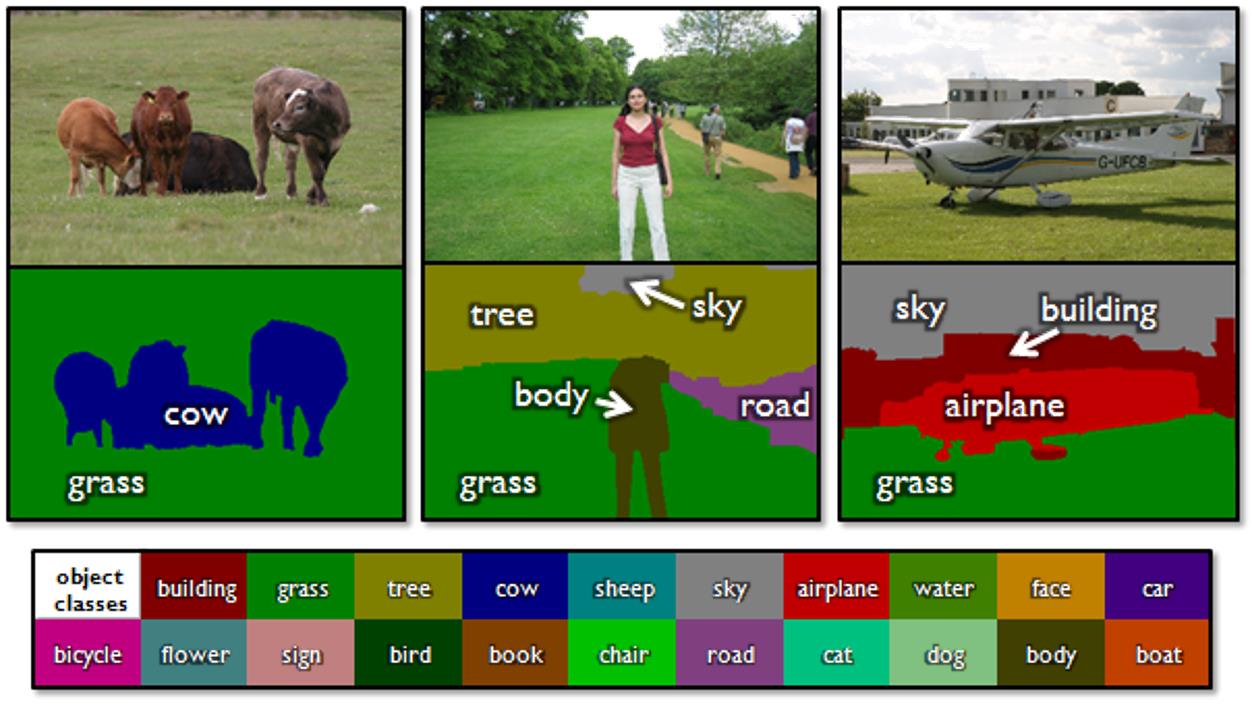 C
G-UFCB
tree
sky
sky
building
body
road
airplane
cow
grass
grass
grass
object classes
building
grass
tree
cow
sheep
sky
airplane
water
face
car
bicycle
flower
sign
bird
book
chair
road
cat
dog
body
boat